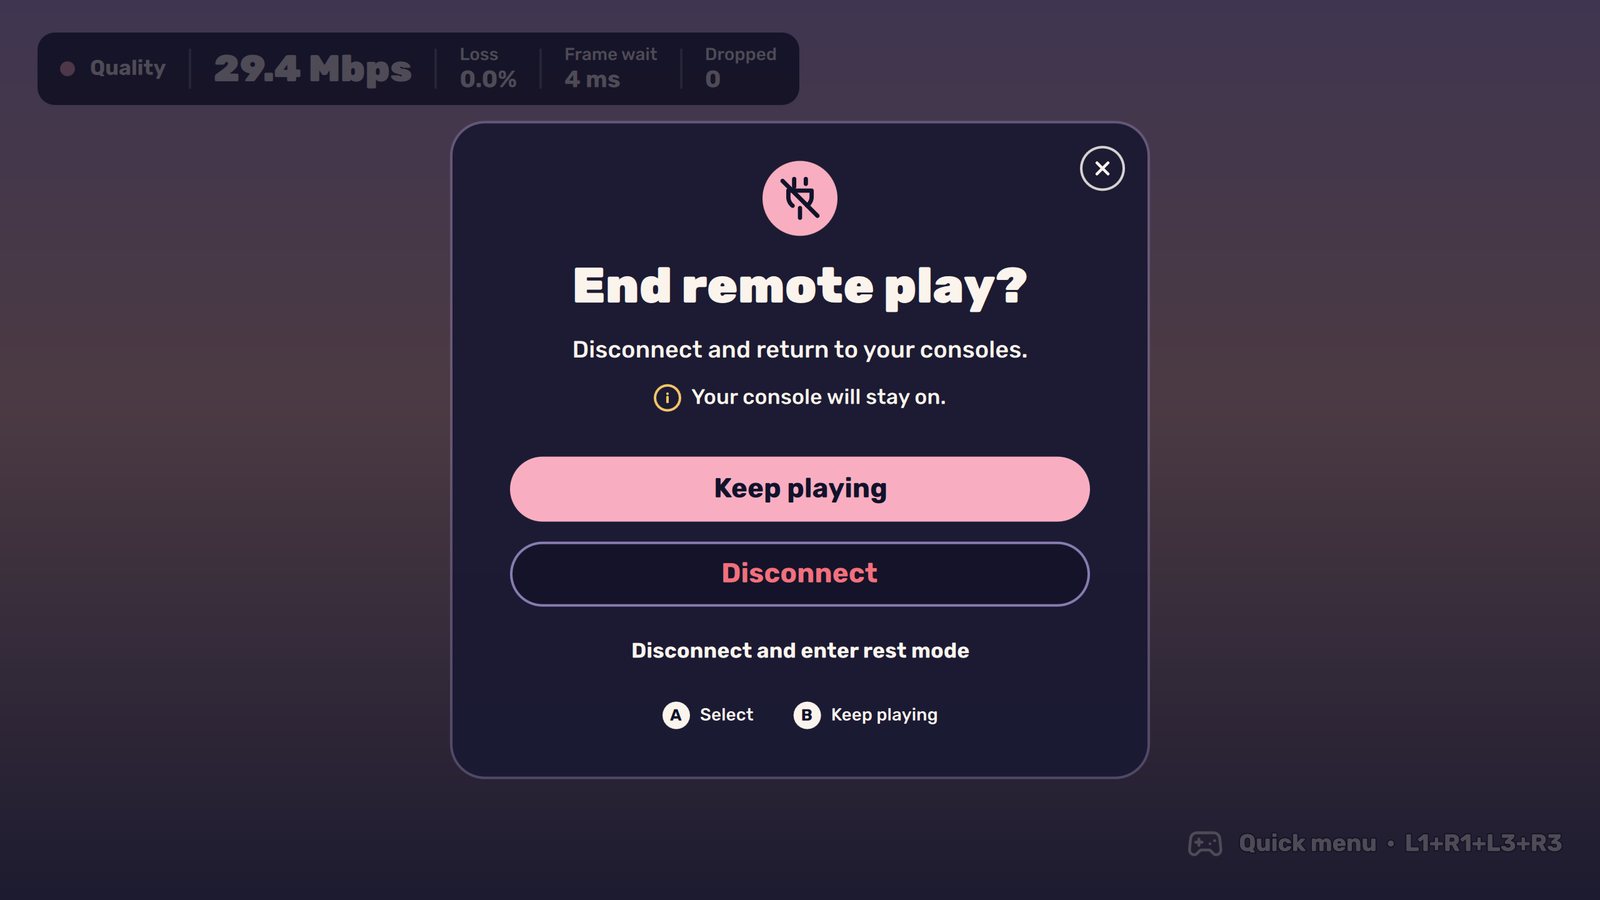 Quality
29.4 Mbps
Loss
0.0%
Frame wait
4 ms
Dropped
0
End remote play?
Disconnect and return to your consoles.
Your console will stay on.
Keep playing
Disconnect
Disconnect and enter rest mode
A Select B Keep playing
Quick menu • L1+R1+L3+R3